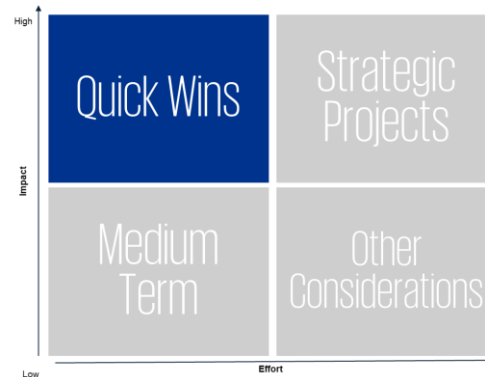 High
Quick Wins
Strategic
Projects
Impact
Medium
Term
Other
Considerations
Low
Effort